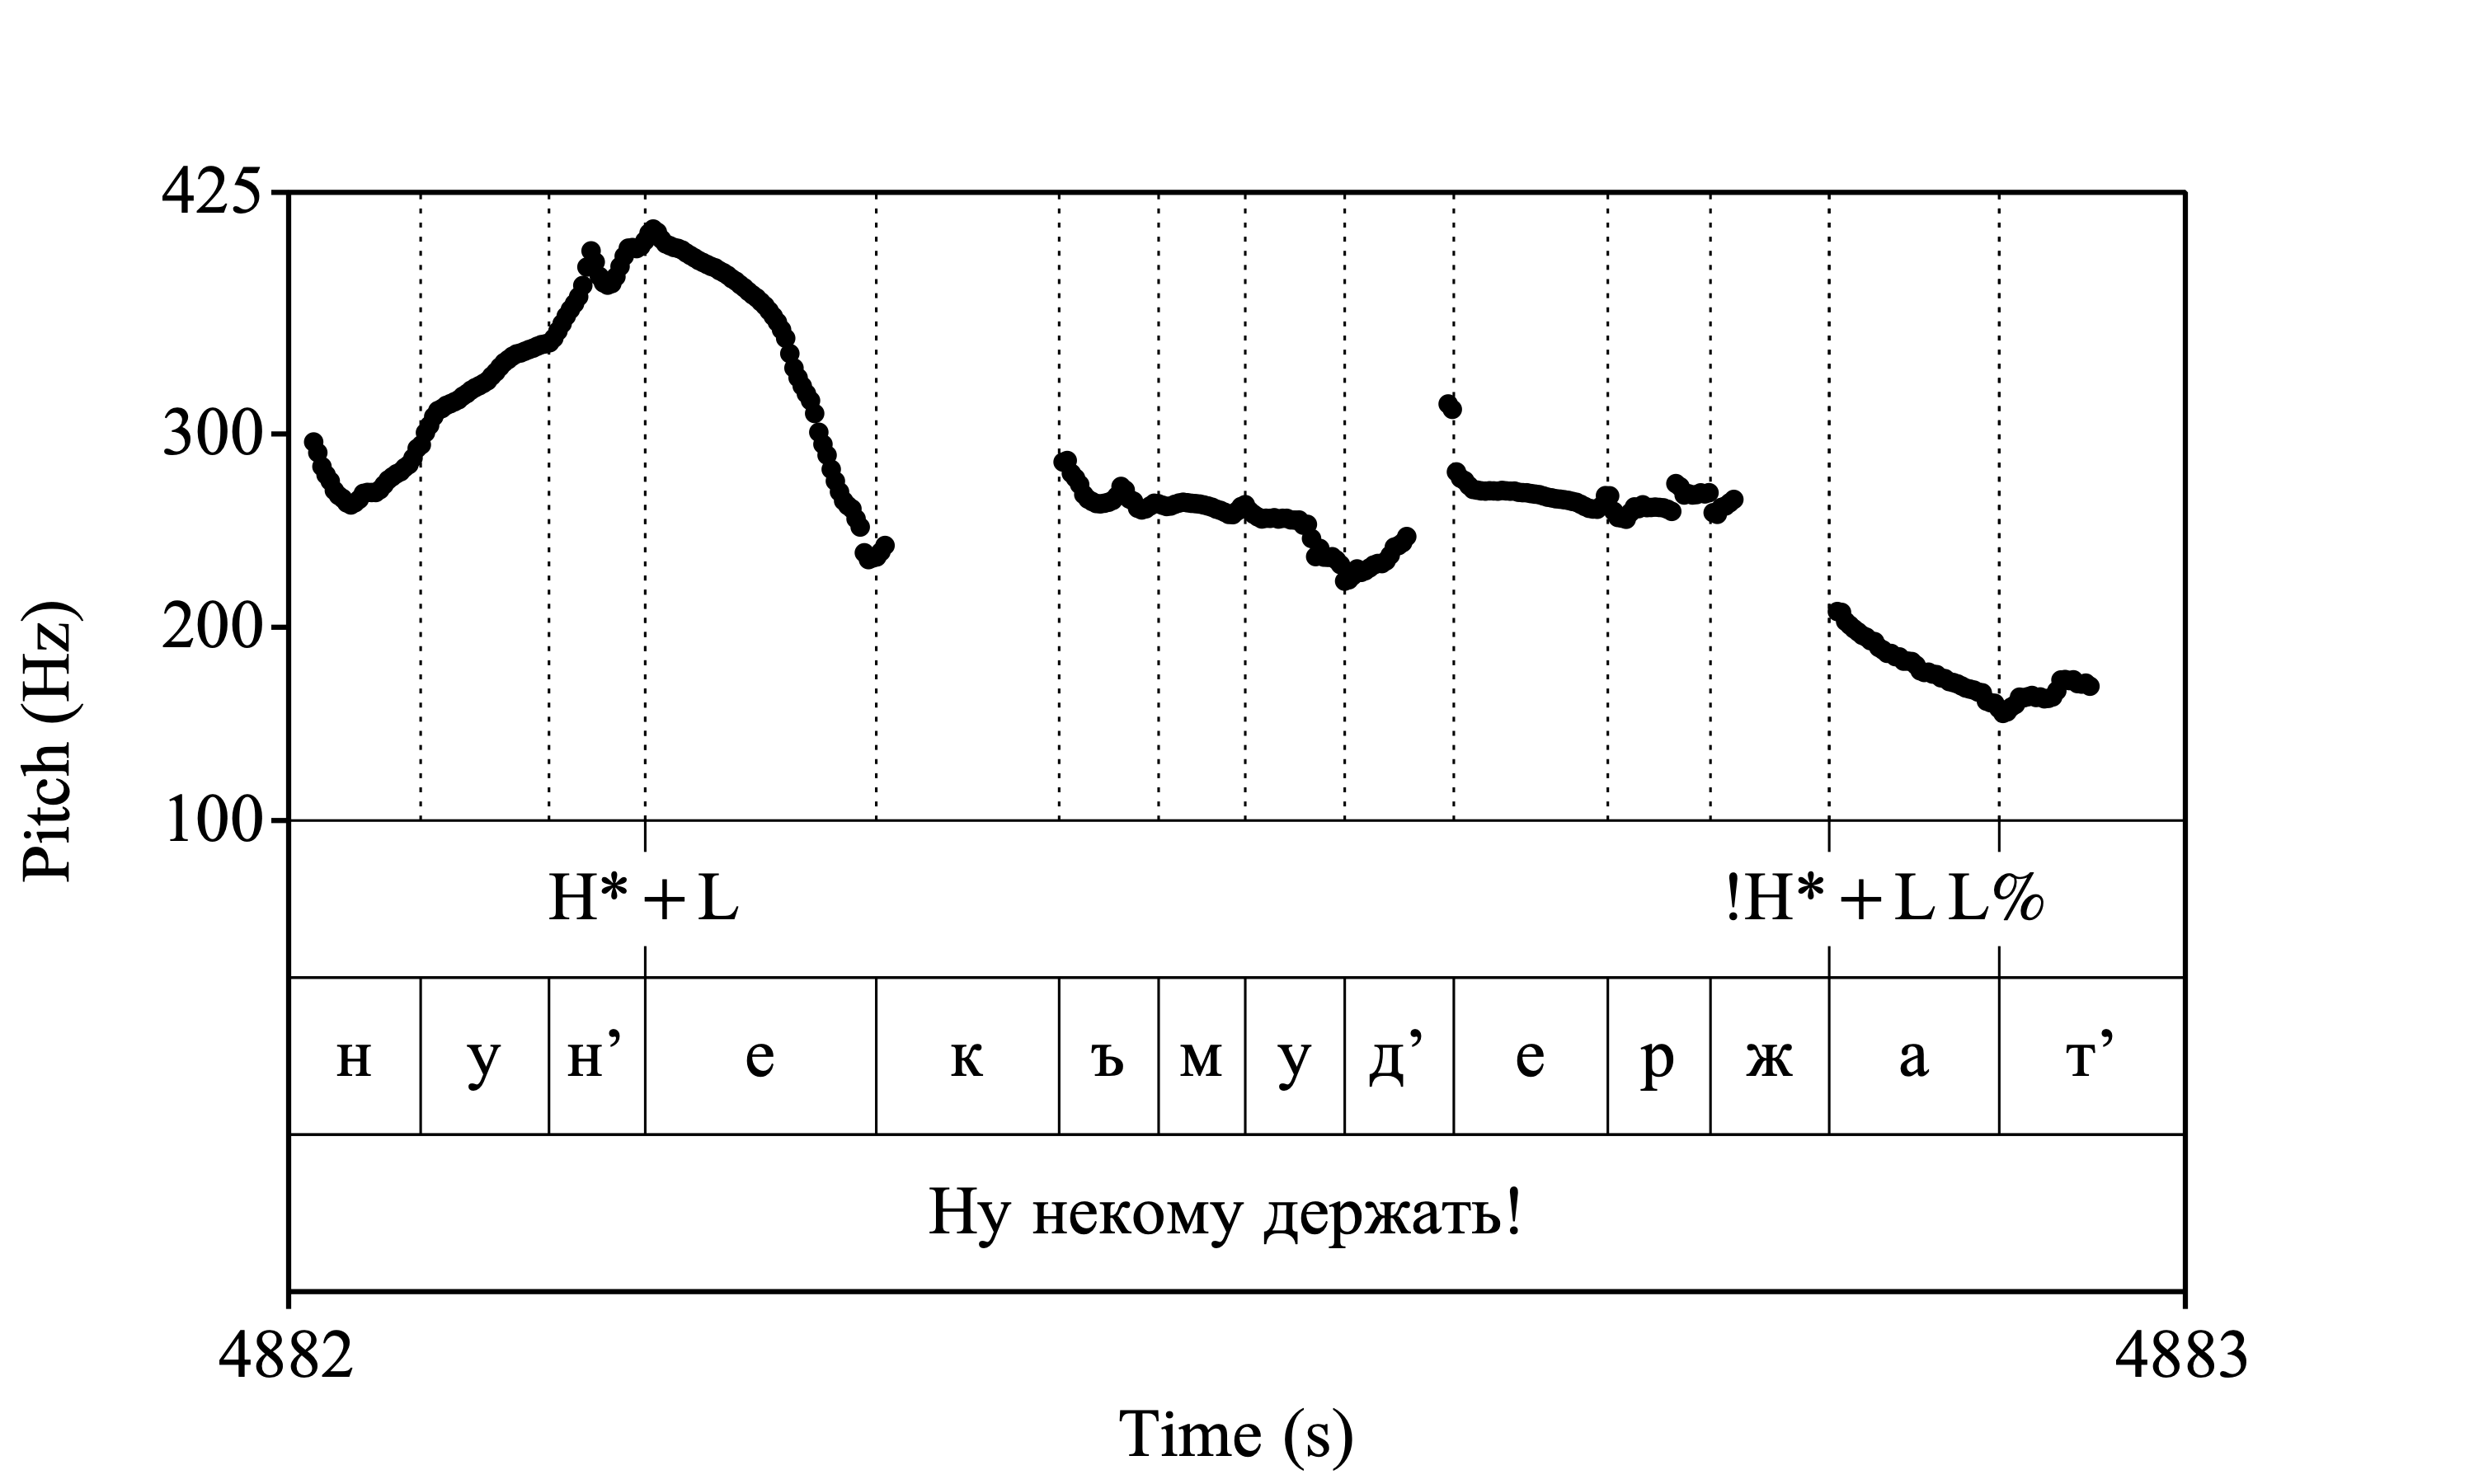 425
300
200
100
Pitch (Hz)
H* + L !H* + L L%
н у н’ е к ъ м у д’ е р ж а т’
Ну некому держать!
4882 4883
Time (s)